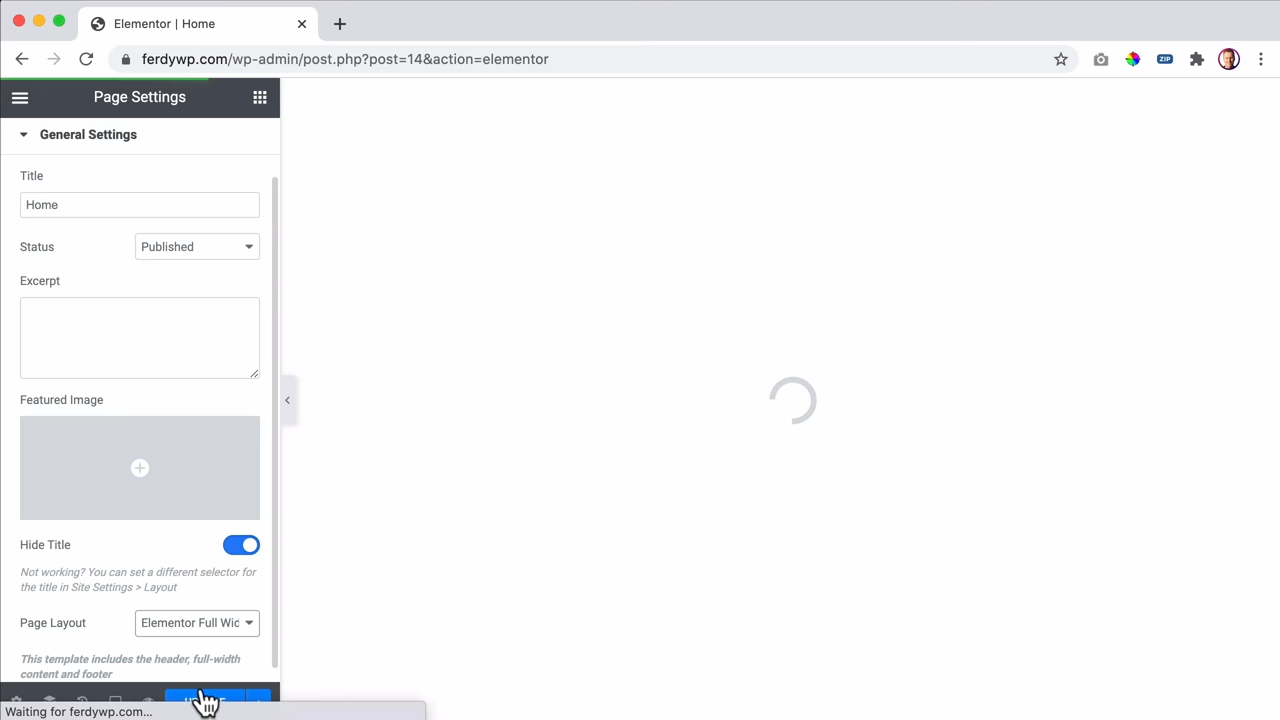 Elementor | Home
ferdywp.com/wp-admin/post.php?post=14&action=elementor
ZIP
Page Settings
General Settings
Title
Home
Status
Published
Excerpt
Featured Image
Hide Title
Not working? You can set a different selector for
the title in Site Settings > Layout
Page Layout
Elementor Full Wid
This template includes the header, full-width
content and footer
Waiting for ferdywp.com...